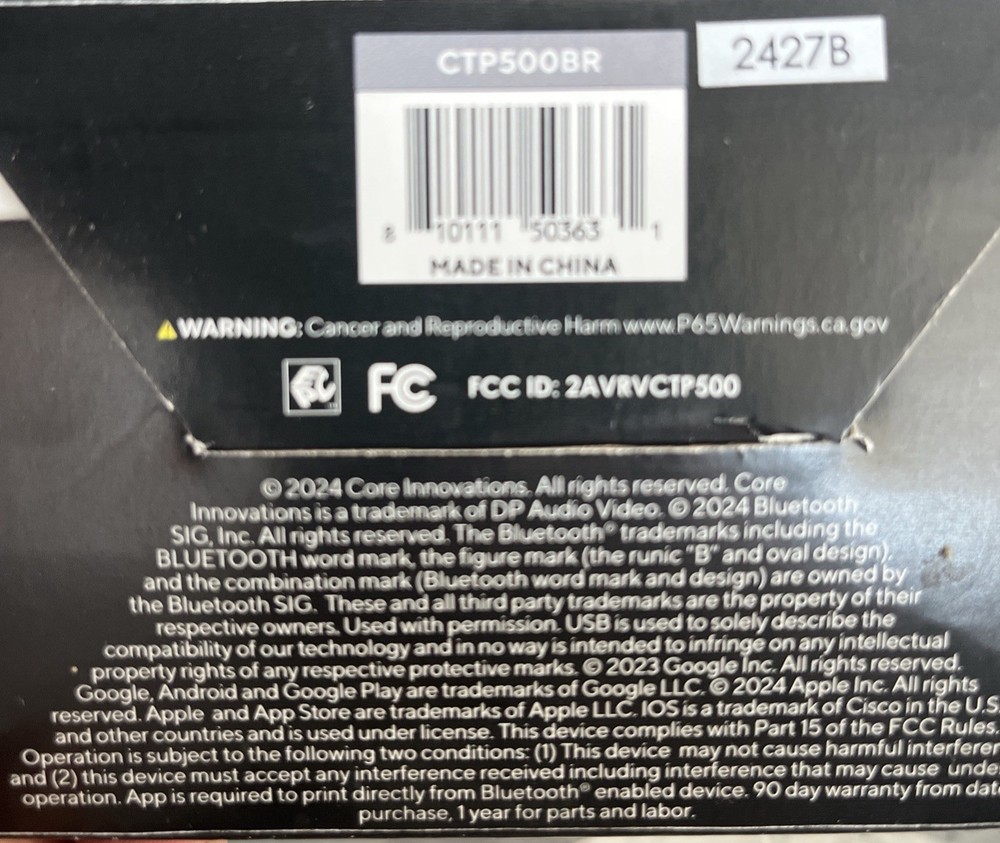 CTP500BR
2427B
8 10111 50363 1
MADE IN CHINA
WARNING: Cancer and Reproductive Harm www.P65Warnings.ca.gov
FC FCC ID: 2AVRVCTP500
© 2024 Core Innovations. All rights reserved. Core
Innovations is a trademark of DP Audio Video. © 2024 Bluetooth
SIG, Inc. All rights reserved. The Bluetooth® trademarks including the
BLUETOOTH word mark, the figure mark (the runic "B" and oval design),
and the combination mark (Bluetooth word mark and design) are owned by
the Bluetooth SIG. These and all third party trademarks are the property of their
respective owners. Used with permission. USB is used to solely describe the
compatibility of our technology and in no way is intended to infringe on any intellectual
property rights of any respective protective marks. © 2023 Google Inc. All rights reserved.
Google, Android and Google Play are trademarks of Google LLC. © 2024 Apple Inc. All rights
reserved. Apple and App Store are trademarks of Apple LLC. IOS is a trademark of Cisco in the U.S.
and other countries and is used under license. This device complies with Part 15 of the FCC Rules.
Operation is subject to the following two conditions: (1) This device may not cause harmful interferen
and (2) this device must accept any interference received including interference that may cause unde
operation. App is required to print directly from Bluetooth® enabled device. 90 day warranty from dat
purchase, 1 year for parts and labor.